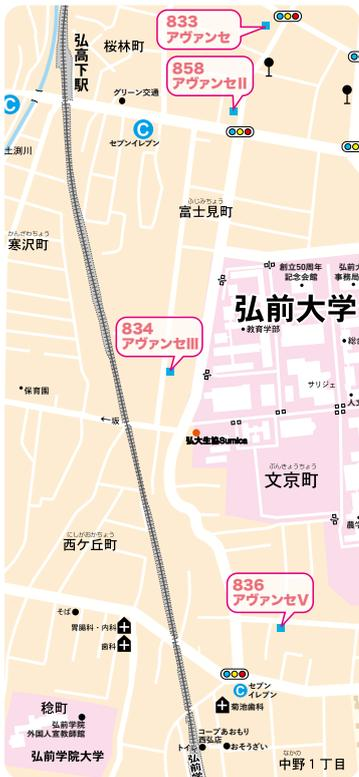 833
アヴァンセ
弘高下駅
桜林町
858
アヴァンセII
グリーン交通
C
C
土渕川
セブンイレブン
ふじみちょう
富士見町
かんざわちょう
寒沢町
創立50周年
記念会館
弘前大
事務局
弘前大学
834
アヴァンセIII
教育学部
総合
サリジェ
保育園
人文
←坂
弘大生協Sumica
ぶんきょうちょう
文京町
農学
にしがおかちょう
西ケ丘町
836
アヴァンセV
そば
胃腸科・内科
歯科
C
セブン
イレブン
菊池歯科
稔町
弘前学院
外国人宣教師館
弘前学院大学
コープあおもり
西弘店
トイレ
おそうざい
弘前学
なかの
中野1丁目